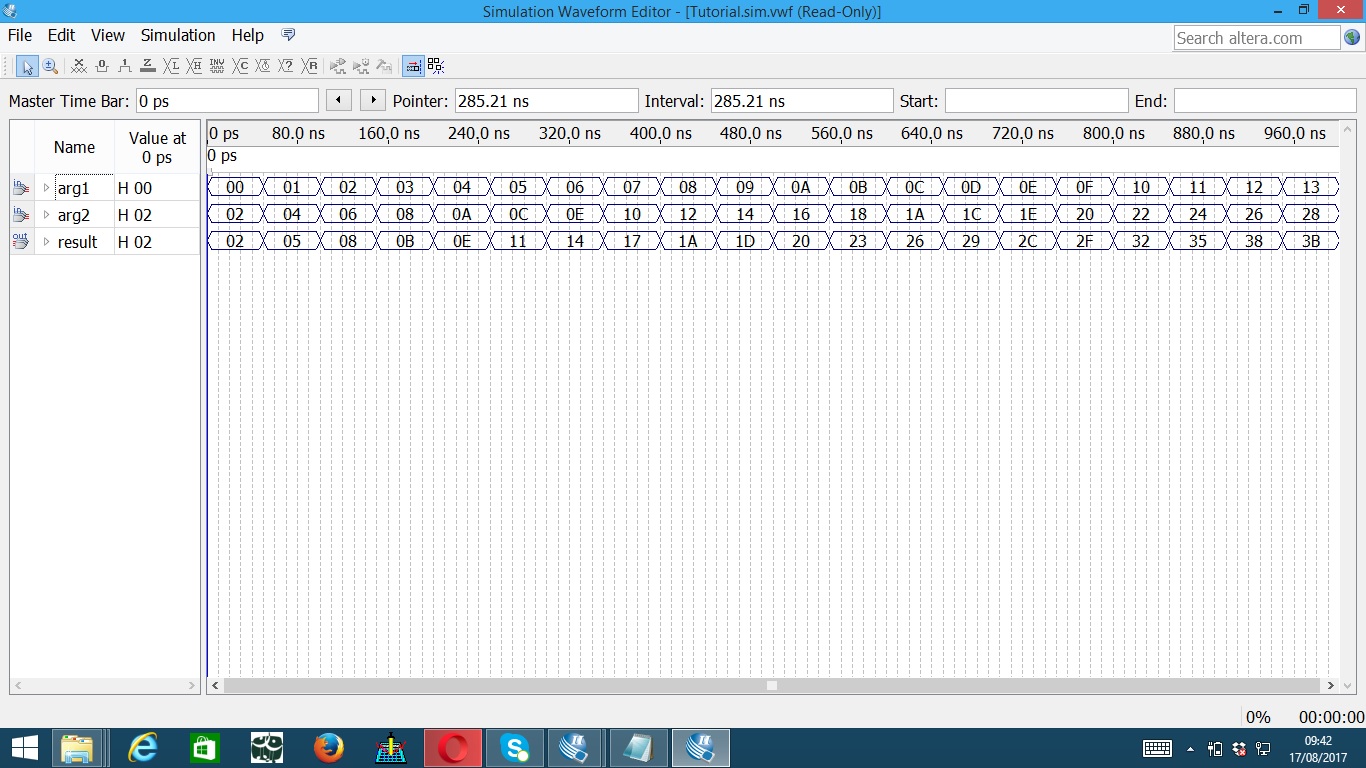 Simulation Waveform Editor - [Tutorial.sim.vwf (Read-Only)]
File Edit View Simulation Help
Search altera.com
Master Time Bar: 0 ps Pointer: 285.21 ns Interval: 285.21 ns Start: End:
Name Value at 0 ps
0 ps 80.0 ns 160.0 ns 240.0 ns 320.0 ns 400.0 ns 480.0 ns 560.0 ns 640.0 ns 720.0 ns 800.0 ns 880.0 ns 960.0 ns
0 ps
in arg1 H 00 00 01 02 03 04 05 06 07 08 09 0A 0B 0C 0D 0E 0F 10 11 12 13
in arg2 H 02 02 04 06 08 0A 0C 0E 10 12 14 16 18 1A 1C 1E 20 22 24 26 28
out result H 02 02 05 08 0B 0E 11 14 17 1A 1D 20 23 26 29 2C 2F 32 35 38 3B
0% 00:00:00
09:42
17/08/2017